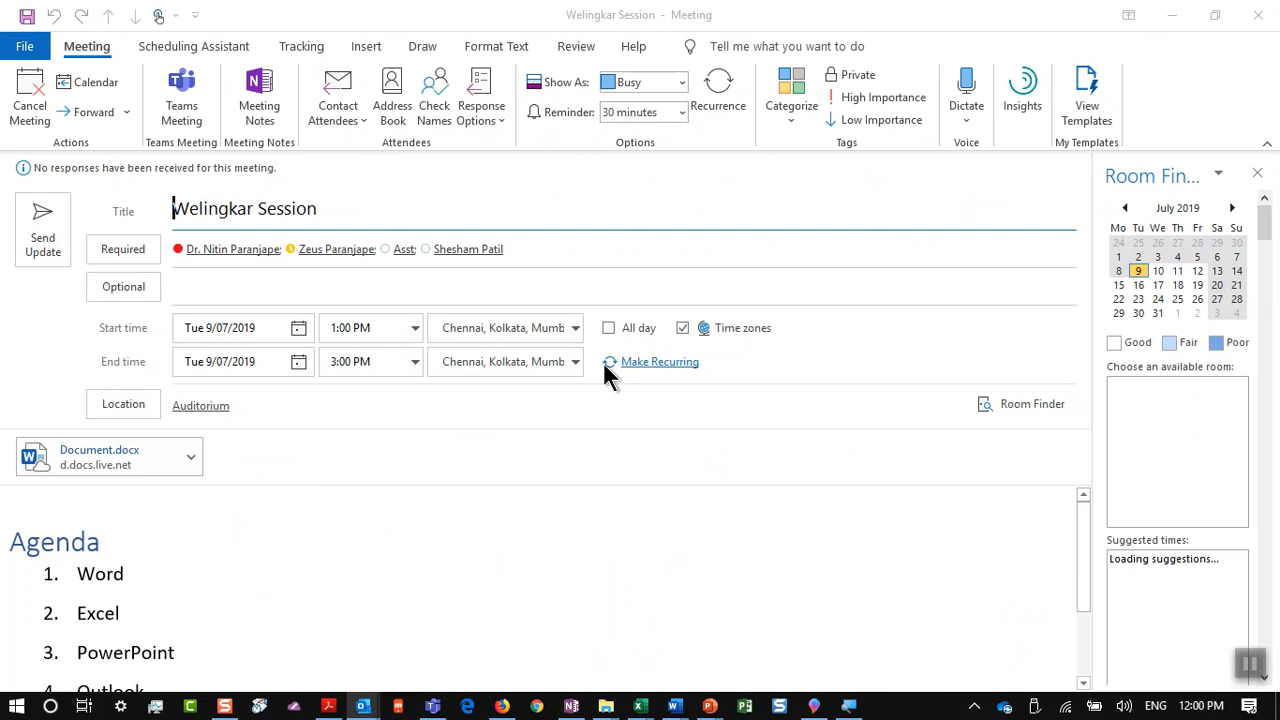 Welingkar Session - Meeting
File Meeting Scheduling Assistant Tracking Insert Draw Format Text Review Help Tell me what you want to do
Cancel Meeting
Calendar
Forward
Actions
Teams Meeting
Teams Meeting
Meeting Notes
Meeting Notes
Contact Attendees
Address Book
Check Names
Response Options
Attendees
Show As: Busy
Reminder: 30 minutes
Recurrence
Options
Categorize
Private
High Importance
Low Importance
Tags
Dictate
Voice
Insights
View Templates
My Templates
No responses have been received for this meeting.
Send Update
Title Welingkar Session
Required Dr. Nitin Paranjape; Zeus Paranjape; Asst; Shesham Patil
Optional
Start time Tue 9/07/2019 1:00 PM Chennai, Kolkata, Mumb All day Time zones
End time Tue 9/07/2019 3:00 PM Chennai, Kolkata, Mumb Make Recurring
Location Auditorium Room Finder
Document.docx
d.docs.live.net
Agenda
1. Word
2. Excel
3. PowerPoint
4. Outlook
Room Fin...
July 2019
Mo Tu We Th Fr Sa Su
24 25 26 27 28 29 30
1 2 3 4 5 6 7
8 9 10 11 12 13 14
15 16 17 18 19 20 21
22 23 24 25 26 27 28
29 30 31 1 2 3 4
Good Fair Poor
Choose an available room:
Suggested times:
Loading suggestions...
ENG 12:00 PM